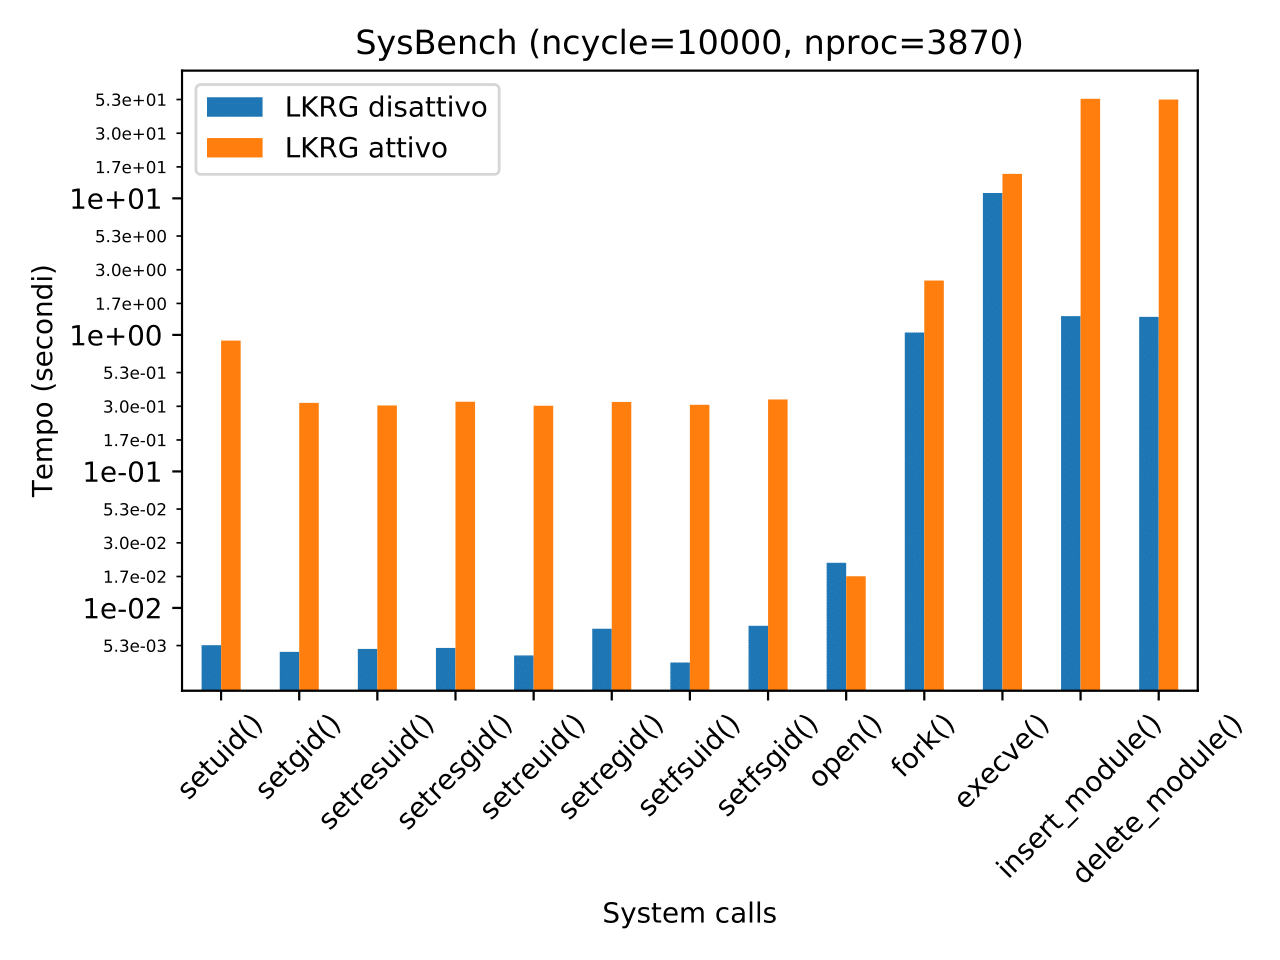 SysBench (ncycle=10000, nproc=3870)
LKRG disattivo
LKRG attivo
Tempo (secondi)
5.3e+01
3.0e+01
1.7e+01
1e+01
5.3e+00
3.0e+00
1.7e+00
1e+00
5.3e-01
3.0e-01
1.7e-01
1e-01
5.3e-02
3.0e-02
1.7e-02
1e-02
5.3e-03
setuid()
setgid()
setresuid()
setresgid()
setreuid()
setregid()
setfsuid()
setfsgid()
open()
fork()
execve()
insert_module()
delete_module()
System calls